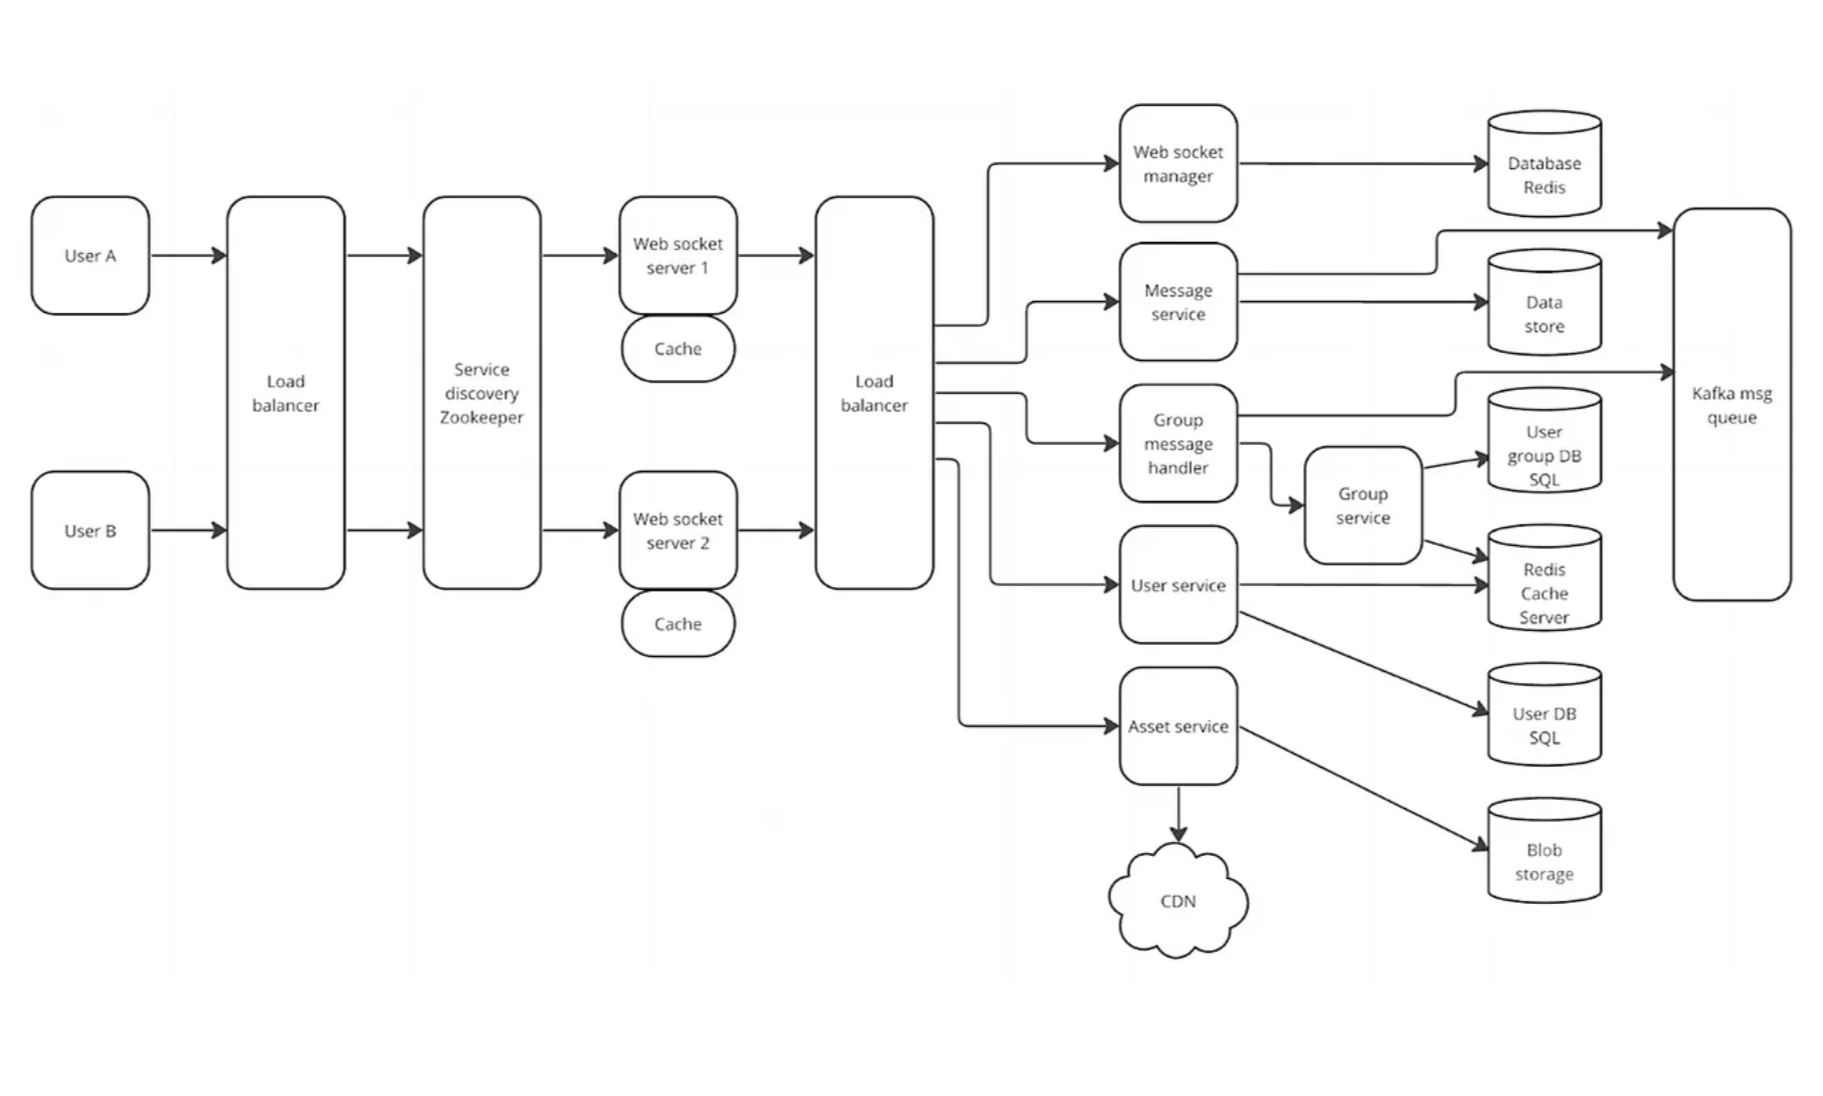 User A
User B
Load
balancer
Service
discovery
Zookeeper
Web socket
server 1
Cache
Web socket
server 2
Cache
Load
balancer
Web socket
manager
Message
service
Group
message
handler
Group
service
User service
Asset service
CDN
Database
Redis
Data
store
User
group DB
SQL
Redis
Cache
Server
User DB
SQL
Blob
storage
Kafka msg
queue